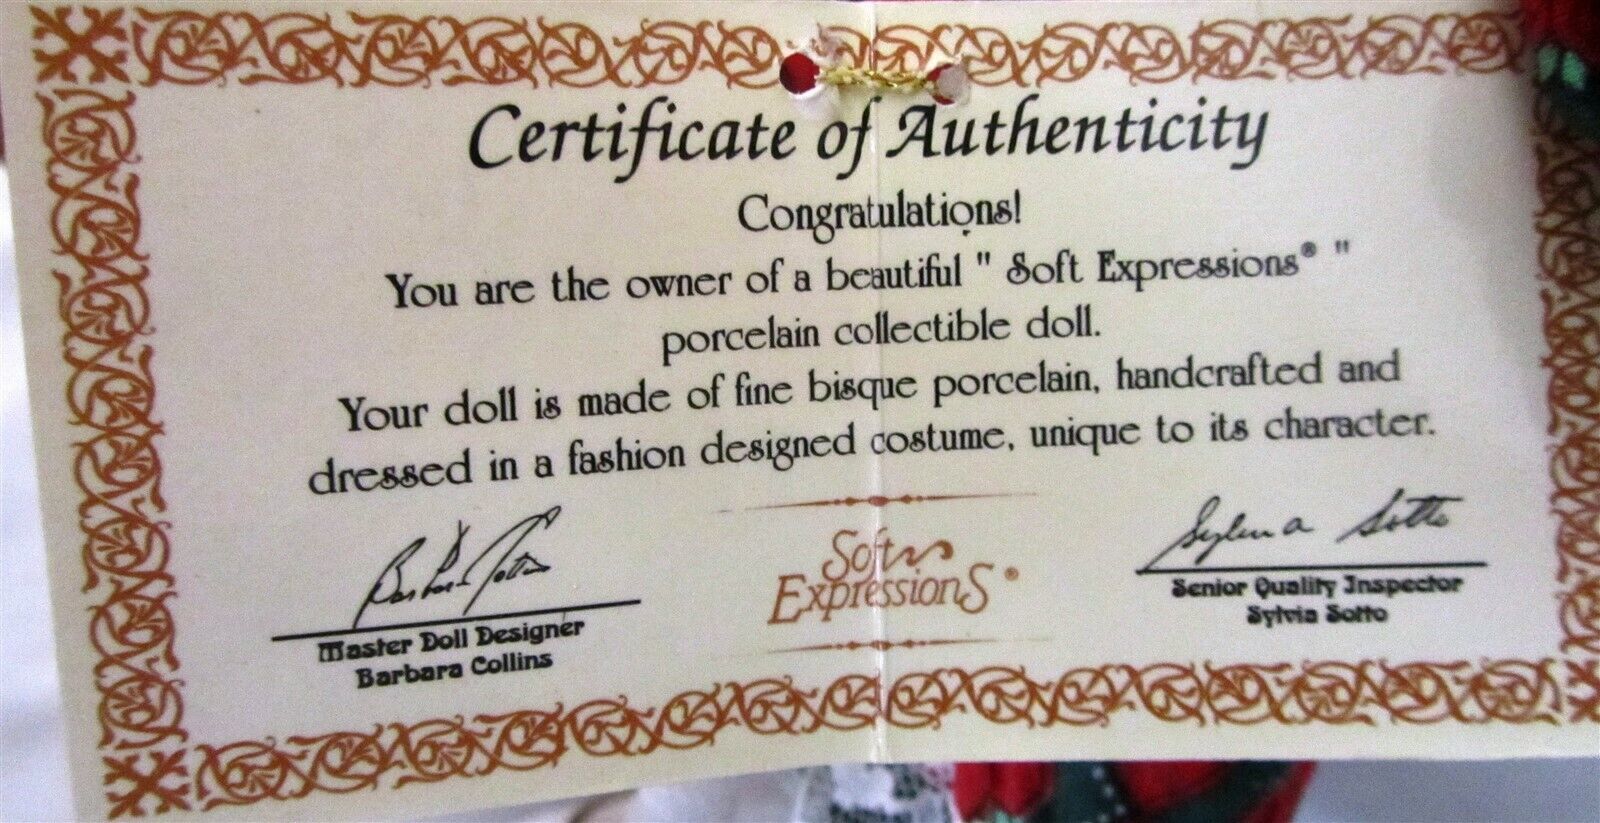 Certificate of Authenticity
Congratulations!
You are the owner of a beautiful " Soft Expressions® "
porcelain collectible doll.
Your doll is made of fine bisque porcelain, handcrafted and
dressed in a fashion designed costume, unique to its character.
Master Doll Designer
Barbara Collins
Soft
Expressions®
Sylvia Sotto
Senior Quality Inspector
Sylvia Sotto